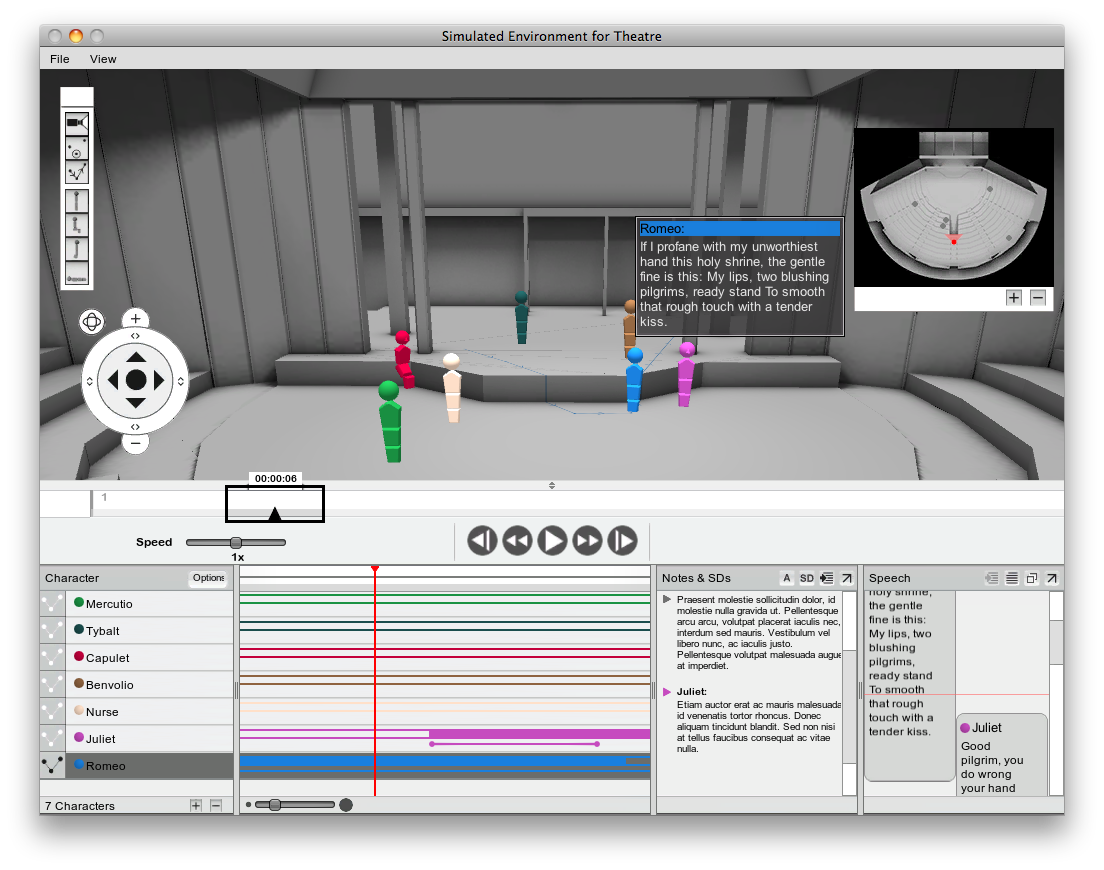 Simulated Environment for Theatre
File View
Romeo:
If I profane with my unworthiest
hand this holy shrine, the gentle
fine is this: My lips, two blushing
pilgrims, ready stand To smooth
that rough touch with a tender
kiss.
00:00:06
1
Speed
1x
Character Options
Mercutio
Tybalt
Capulet
Benvolio
Nurse
Juliet
Romeo
7 Characters
Notes & SDs A SD
Praesent molestie sollicitudin dolor, id
molestie nulla gravida ut. Pellentesque
arcu arcu, volutpat placerat iaculis nec,
interdum sed mauris. Vestibulum vel
libero nunc, ac iaculis justo.
Pellentesque volutpat malesuada augue
at imperdiet.
Juliet:
Etiam auctor erat ac mauris malesuada
id venenatis tortor rhoncus. Donec
aliquam tincidunt blandit. Sed non nisi
at tellus faucibus consequat ac vitae
nulla.
Speech
holy shrine,
the gentle
fine is this:
My lips, two
blushing
pilgrims,
ready stand
To smooth
that rough
touch with a
tender kiss.
Juliet
Good
pilgrim, you
do wrong
your hand